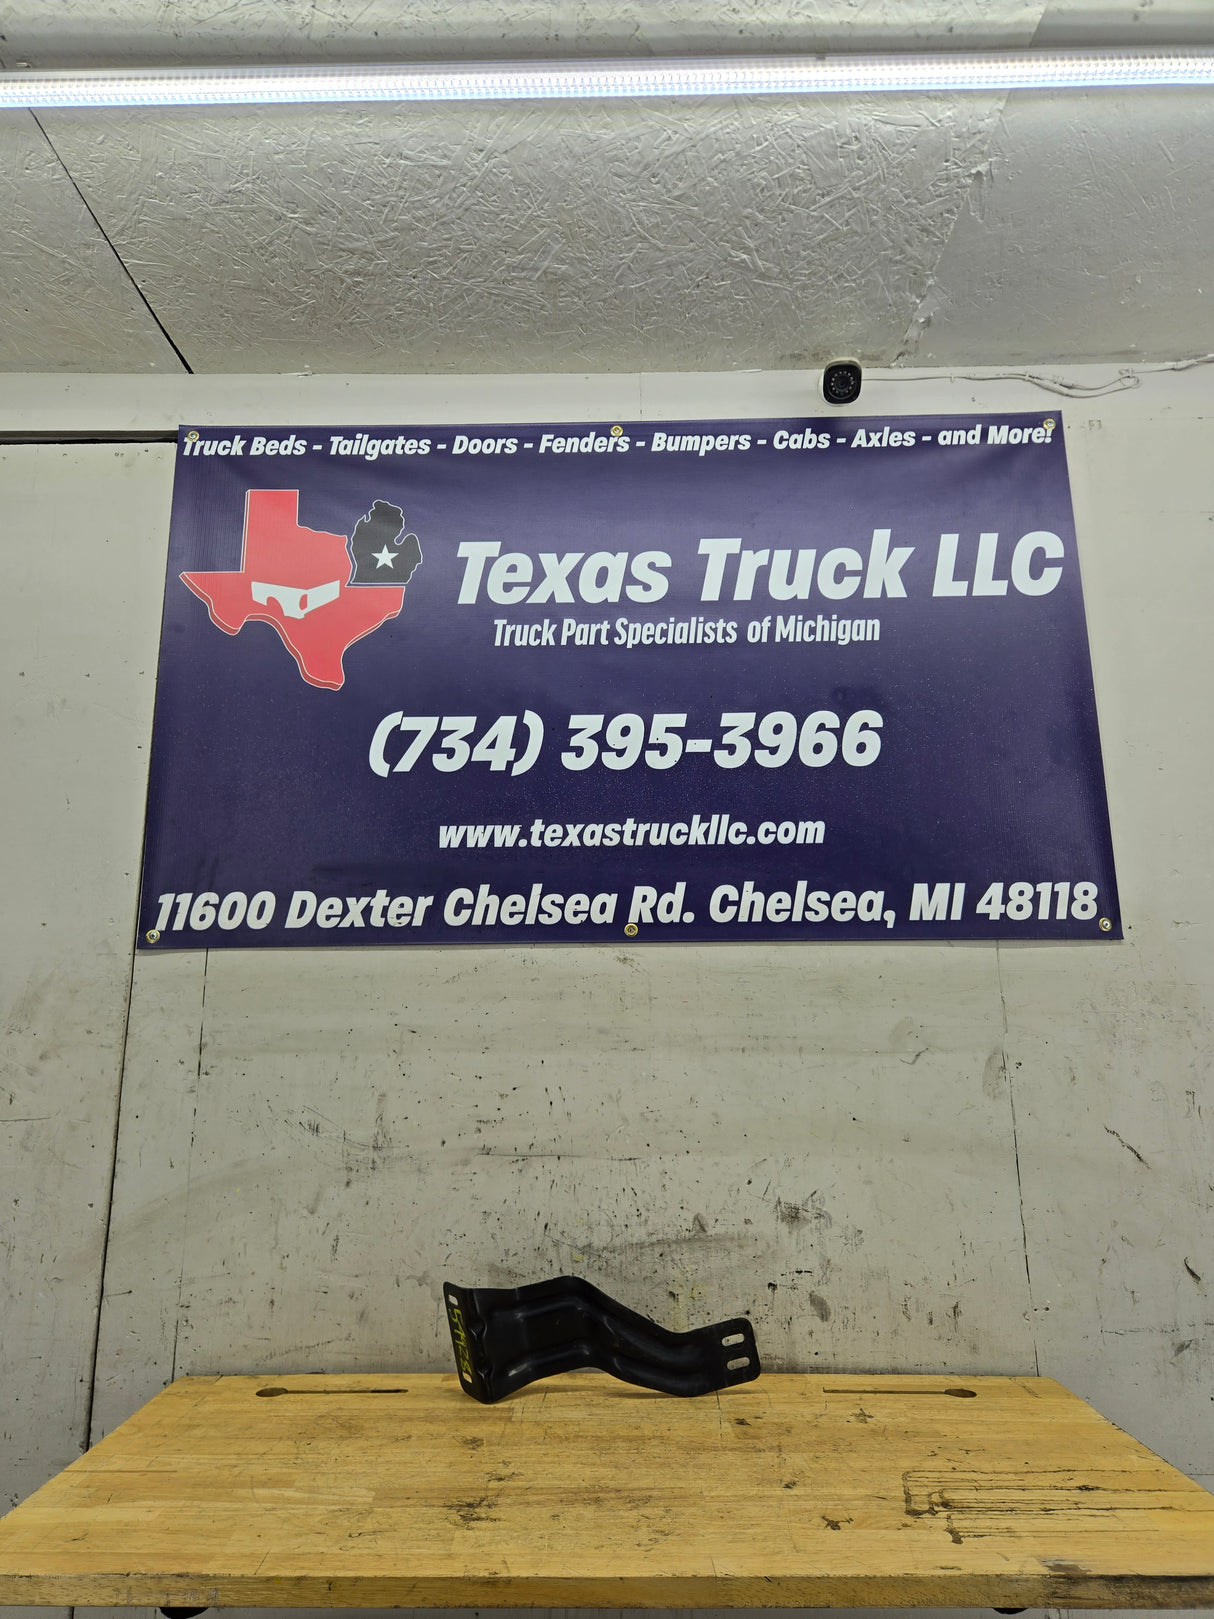 Truck Beds - Tailgates - Doors - Fenders - Bumpers - Cabs - Axles - and More!
Texas Truck LLC
Truck Part Specialists of Michigan
(734) 395-3966
www.texastruckllc.com
11600 Dexter Chelsea Rd. Chelsea, MI 48118